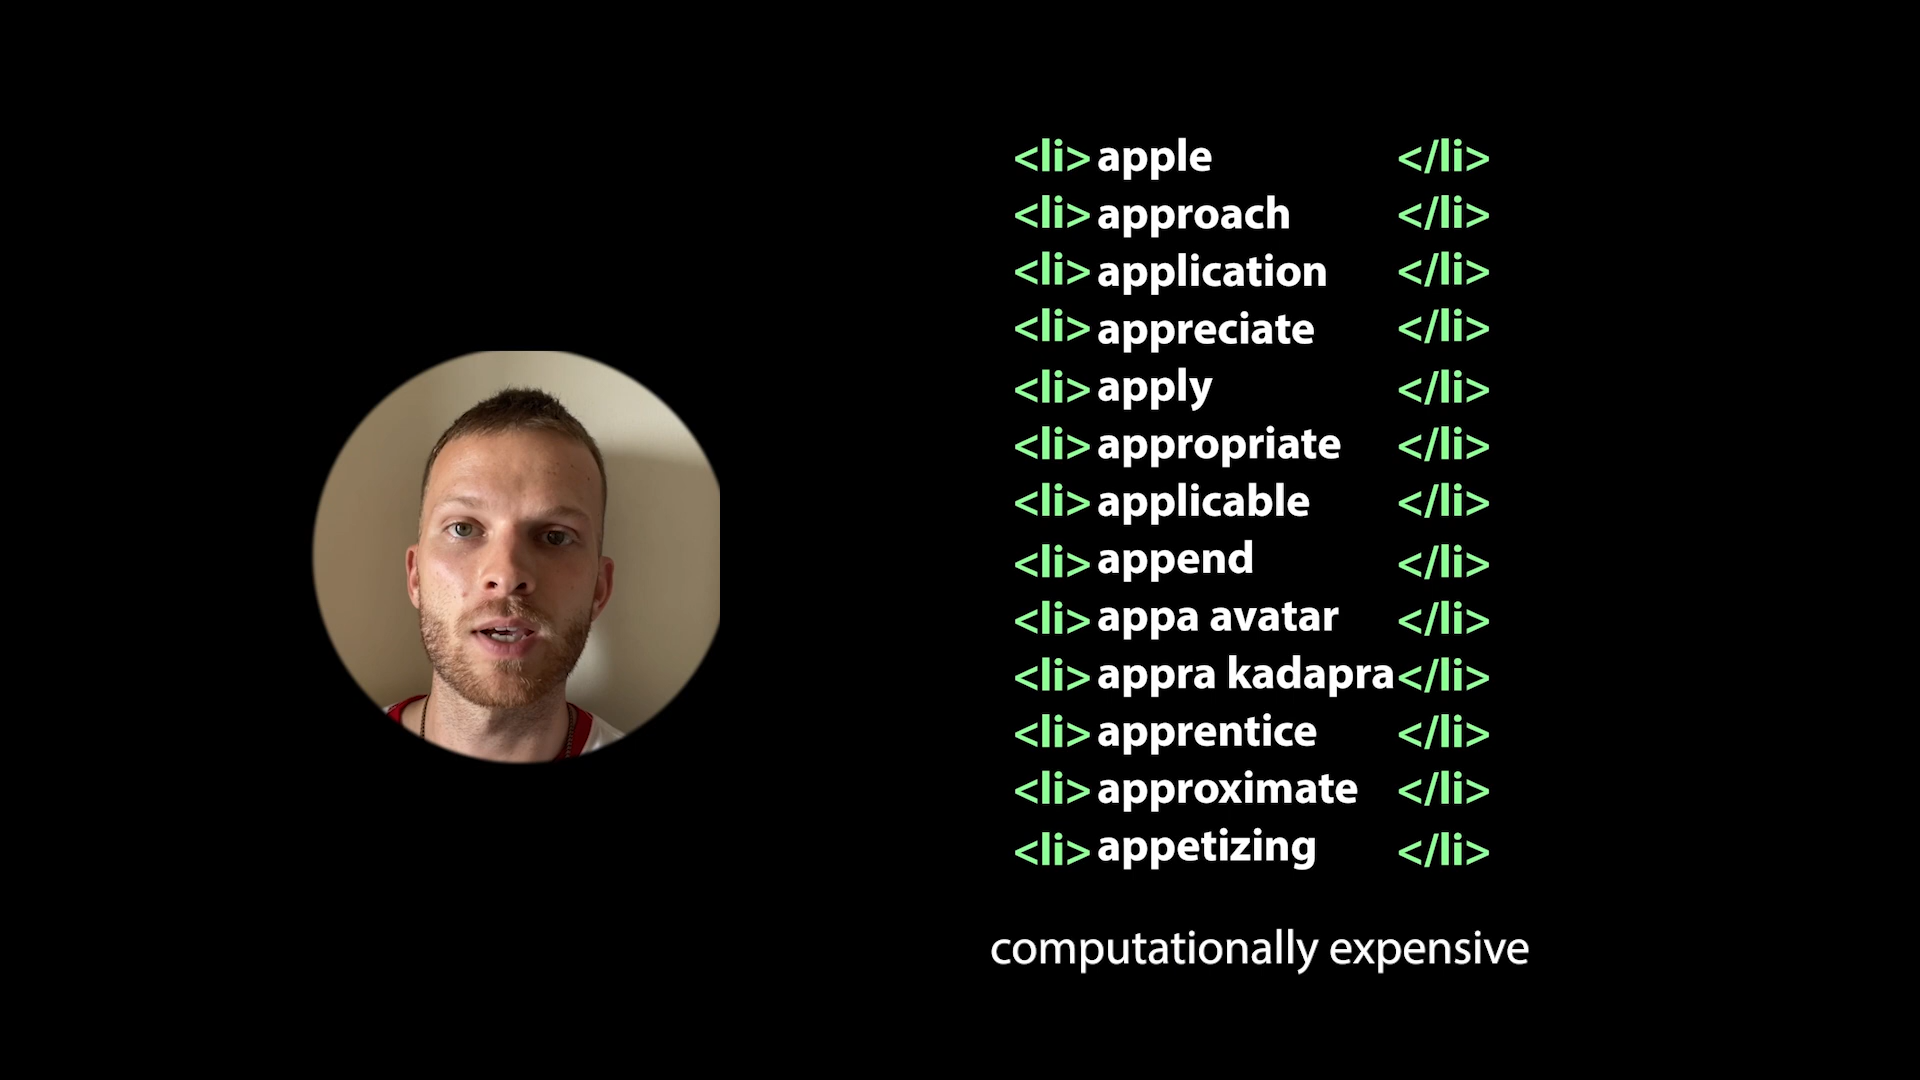 <li> apple </li>
<li> approach </li>
<li> application </li>
<li> appreciate </li>
<li> apply </li>
<li> appropriate </li>
<li> applicable </li>
<li> append </li>
<li> appa avatar </li>
<li> appra kadapra </li>
<li> apprentice </li>
<li> approximate </li>
<li> appetizing </li>
computationally expensive